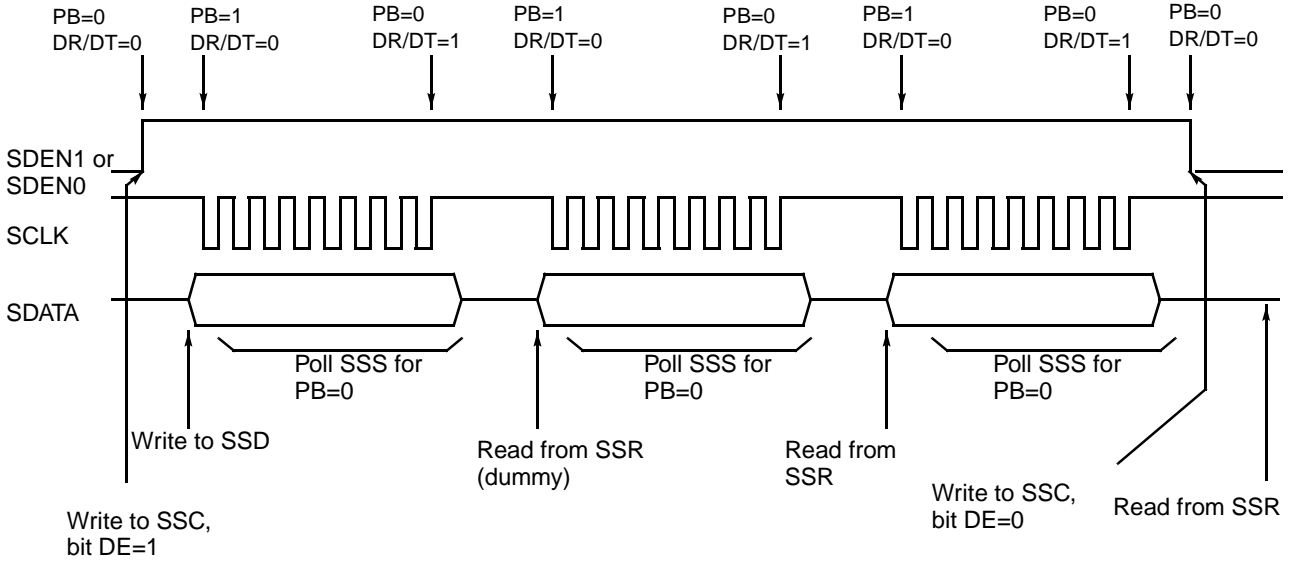 PB=0
DR/DT=0
PB=1
DR/DT=0
PB=0
DR/DT=1
PB=1
DR/DT=0
PB=0
DR/DT=1
PB=1
DR/DT=0
PB=0
DR/DT=1
PB=0
DR/DT=0
SDEN1 or
SDEN0
SCLK
SDATA
Poll SSS for
PB=0
Poll SSS for
PB=0
Poll SSS for
PB=0
Write to SSD
Read from SSR
(dummy)
Read from
SSR
Write to SSC,
bit DE=0
Read from SSR
Write to SSC,
bit DE=1